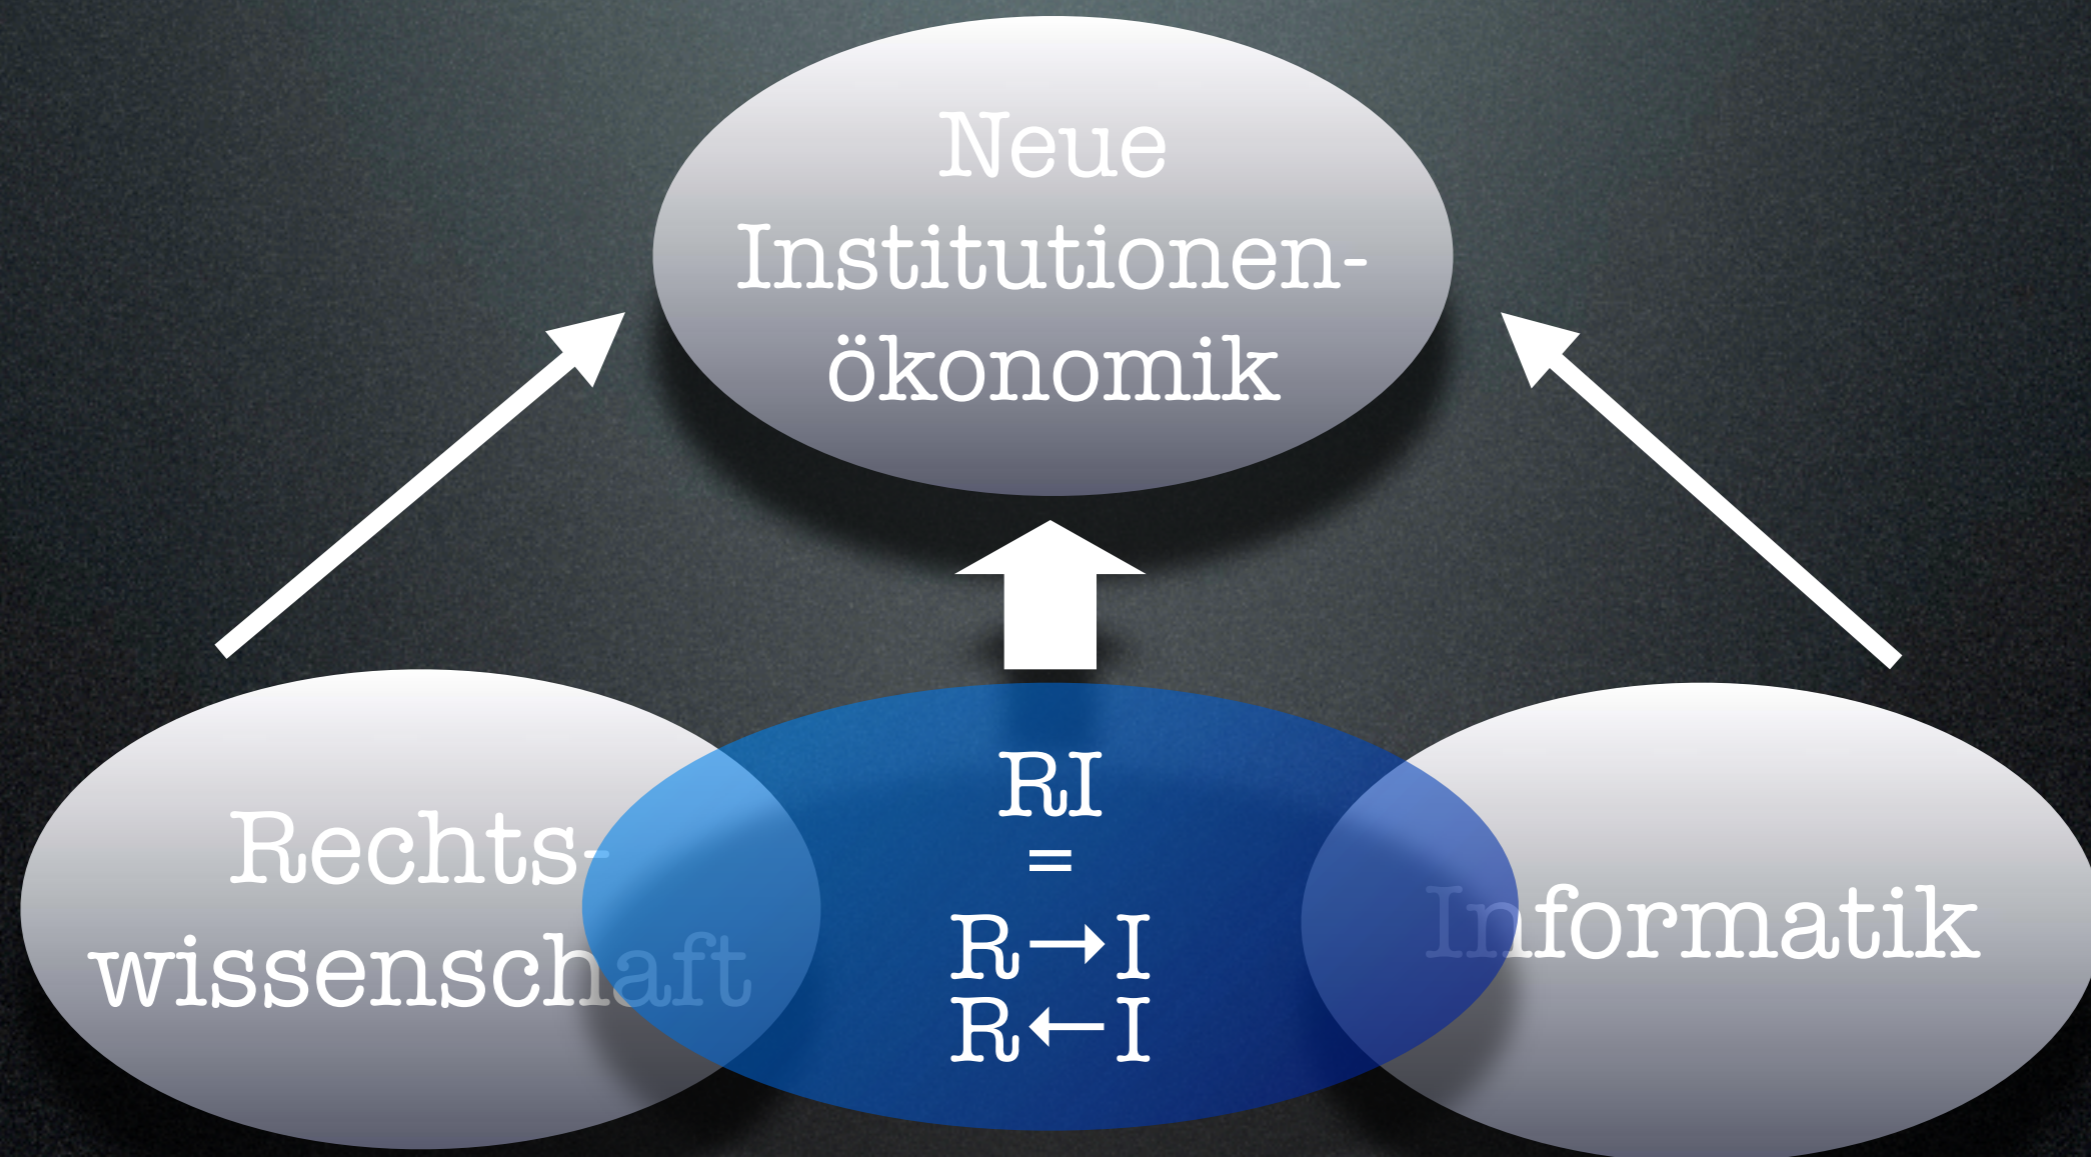 Neue
Institutionen-
ökonomik
Rechts-
wissenschaft
RI
=
R→I
R←I
Informatik